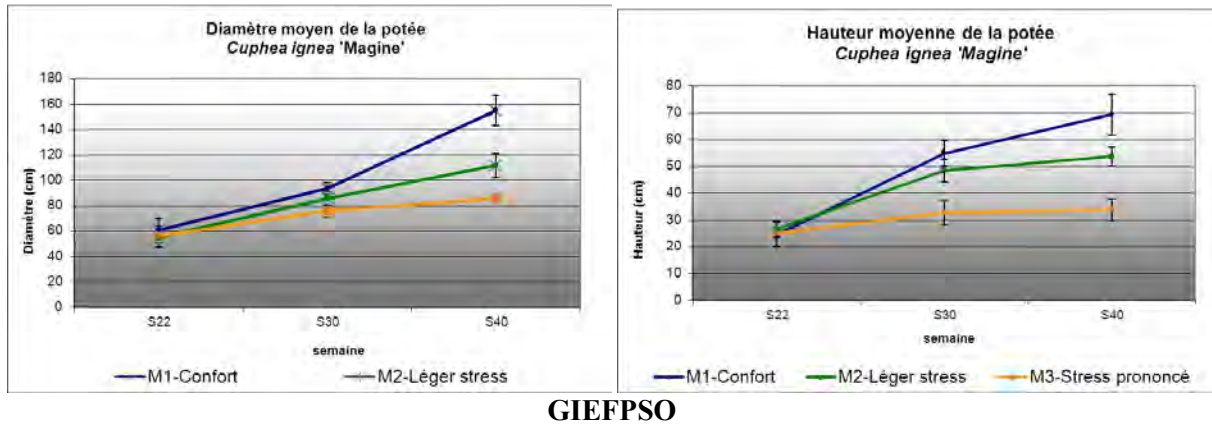 Diamètre moyen de la potée
Cuphea ignea 'Magine'
Diamètre (cm)
180
160
140
120
100
80
60
40
20
0
S22 S30 S40
semaine
M1-Confort M2-Léger stress
Hauteur moyenne de la potée
Cuphea ignea 'Magine'
Hauteur (cm)
80
70
60
50
40
30
20
10
0
S22 S30 S40
semaine
M1-Confort M2-Léger stress M3-Stress prononcé
GIEFPSO